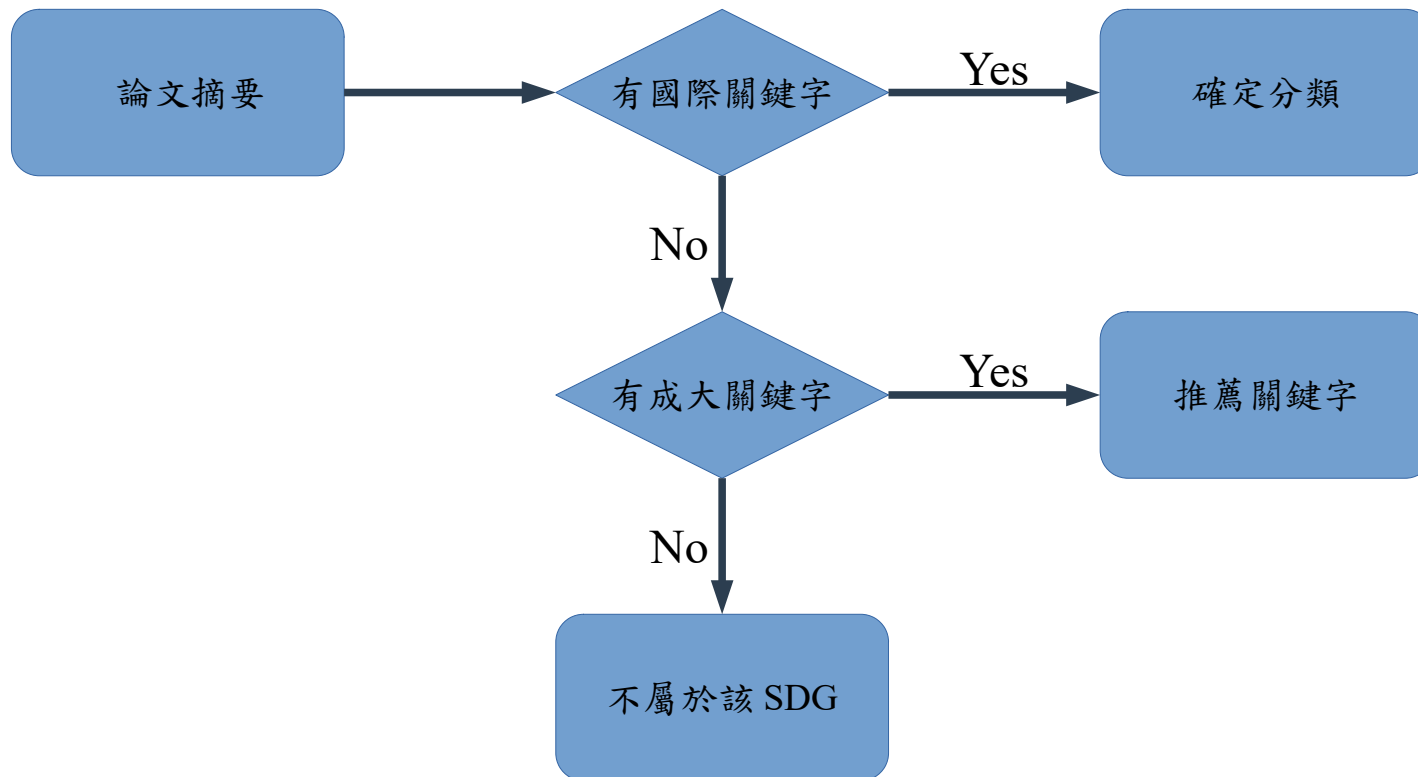 論文摘要
有國際關鍵字
Yes
確定分類
No
有成大關鍵字
Yes
推薦關鍵字
No
不屬於該 SDG